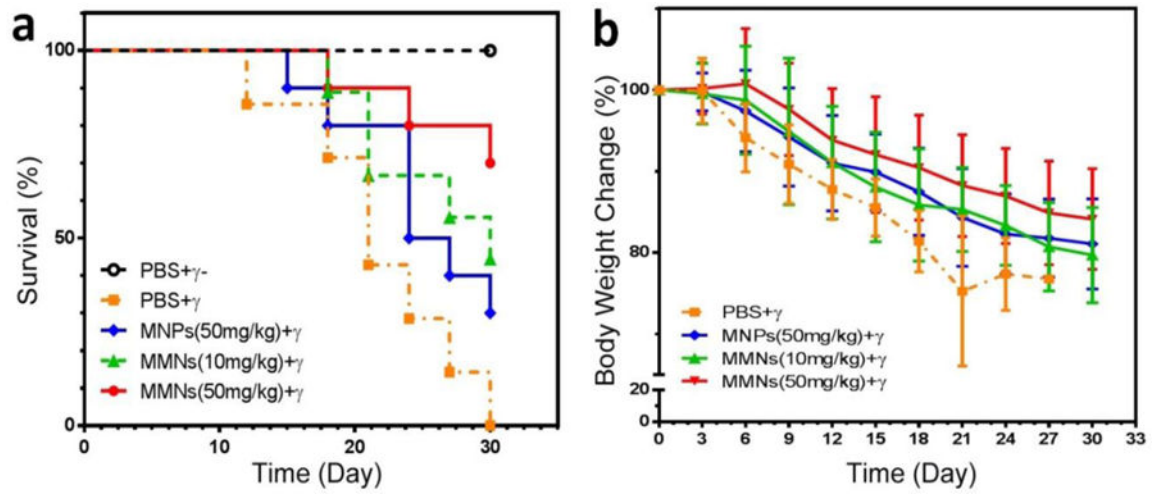 a
100
50
0
Survival (%)
PBS+γ-
PBS+γ
MNPs(50mg/kg)+γ
MMNs(10mg/kg)+γ
MMNs(50mg/kg)+γ
0 10 20 30
Time (Day)
b
100
80
20
0
Body Weight Change (%)
PBS+γ
MNPs(50mg/kg)+γ
MMNs(10mg/kg)+γ
MMNs(50mg/kg)+γ
0 3 6 9 12 15 18 21 24 27 30 33
Time (Day)